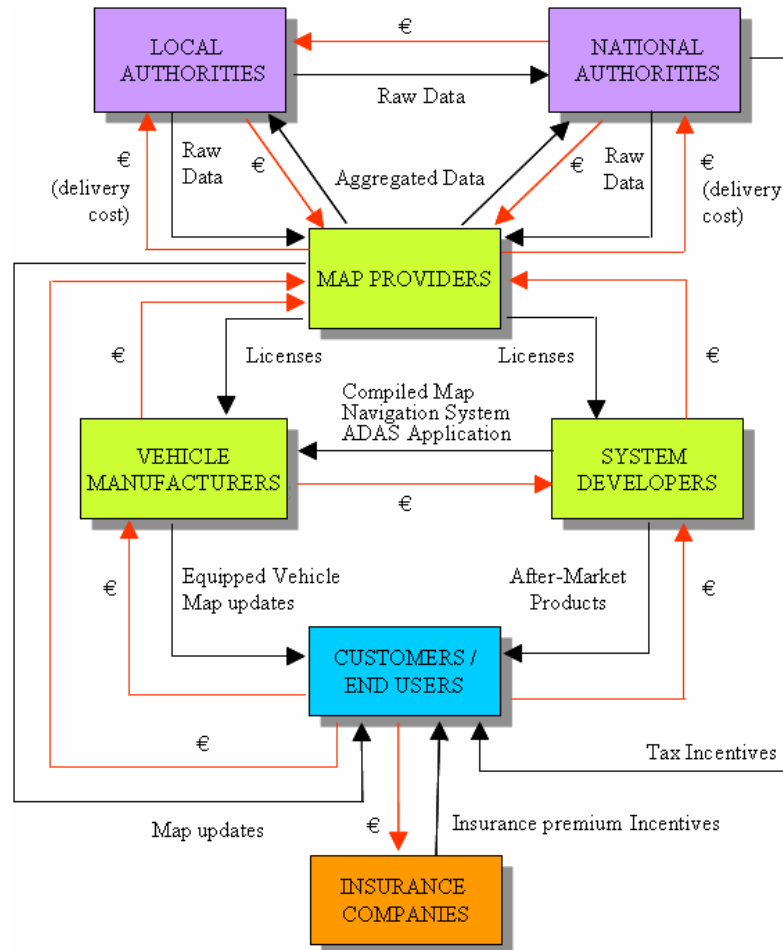 LOCAL
AUTHORITIES
€
NATIONAL
AUTHORITIES
Raw Data
€
(delivery
cost)
Raw
Data
€
Aggregated Data
€
Raw
Data
€
(delivery
cost)
MAP PROVIDERS
€
Licenses
Licenses
€
Compiled Map
Navigation System
ADAS Application
VEHICLE
MANUFACTURERS
SYSTEM
DEVELOPERS
€
€
Equipped Vehicle
Map updates
After-Market
Products
€
CUSTOMERS /
END USERS
€
Tax Incentives
Map updates
€
Insurance premium Incentives
INSURANCE
COMPANIES